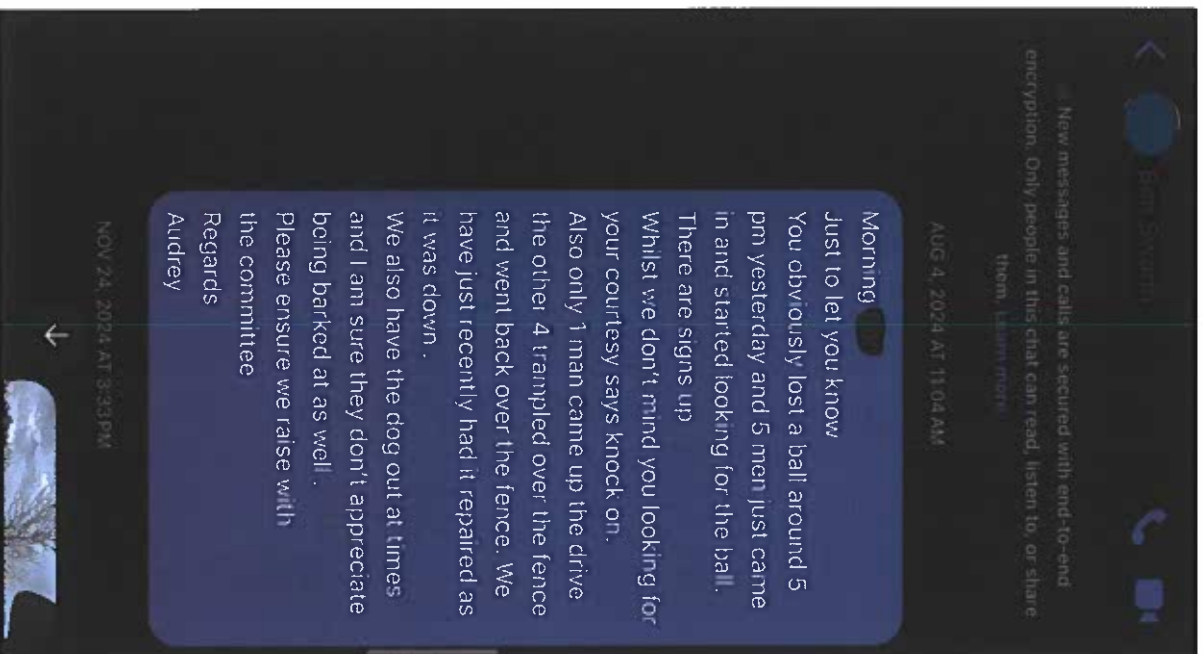 New messages and calls are secured with end-to-end
encryption. Only people in this chat can read, listen to, or share
them. Learn more
AUG 4, 2024 AT 11:04 AM
Morning
Just to let you know
You obviously lost a ball around 5
pm yesterday and 5 men just came
in and started looking for the ball.
There are signs up
Whilst we don't mind you looking for
your courtesy says knock on.
Also only 1 man came up the drive
the other 4 trampled over the fence
and went back over the fence. We
have just recently had it repaired as
it was down .
We also have the dog out at times
and I am sure they don't appreciate
being barked at as well .
Please ensure we raise with
the committee
Regards
Audrey
NOV 24, 2024 AT 3:33 PM